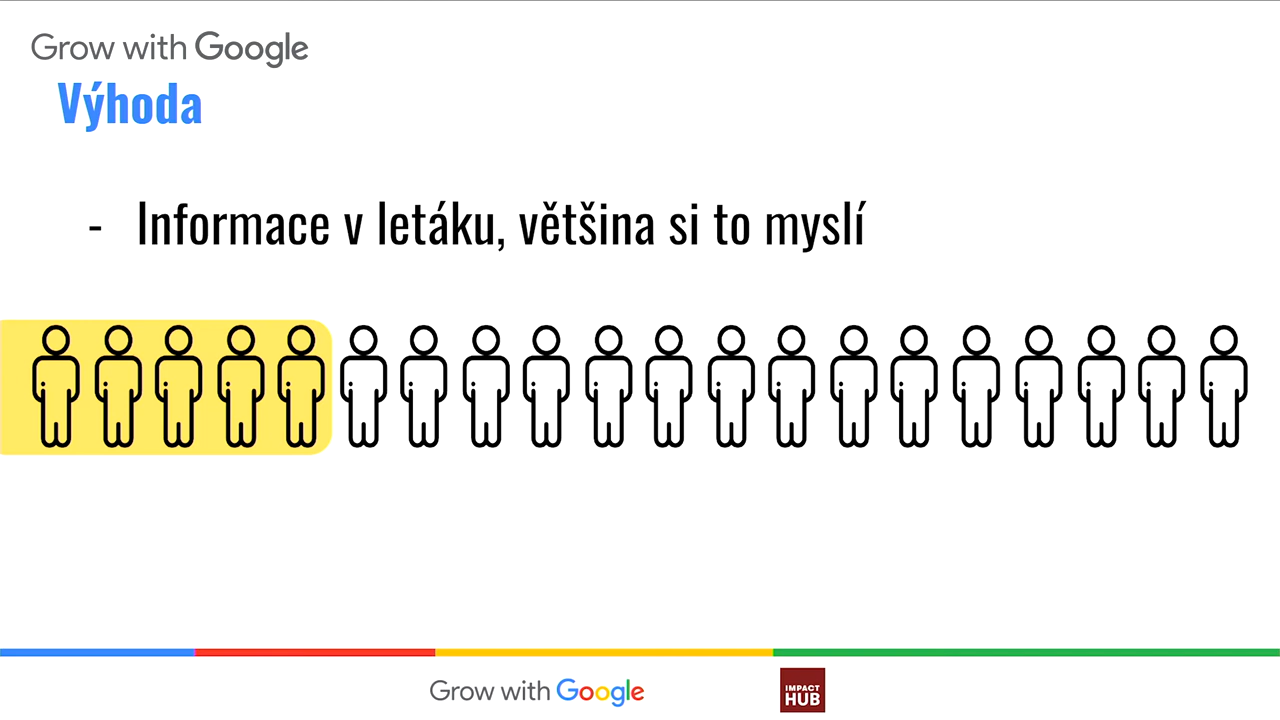 Grow with Google
Výhoda
- Informace v letáku, většina si to myslí
Grow with Google
IMPACT
HUB